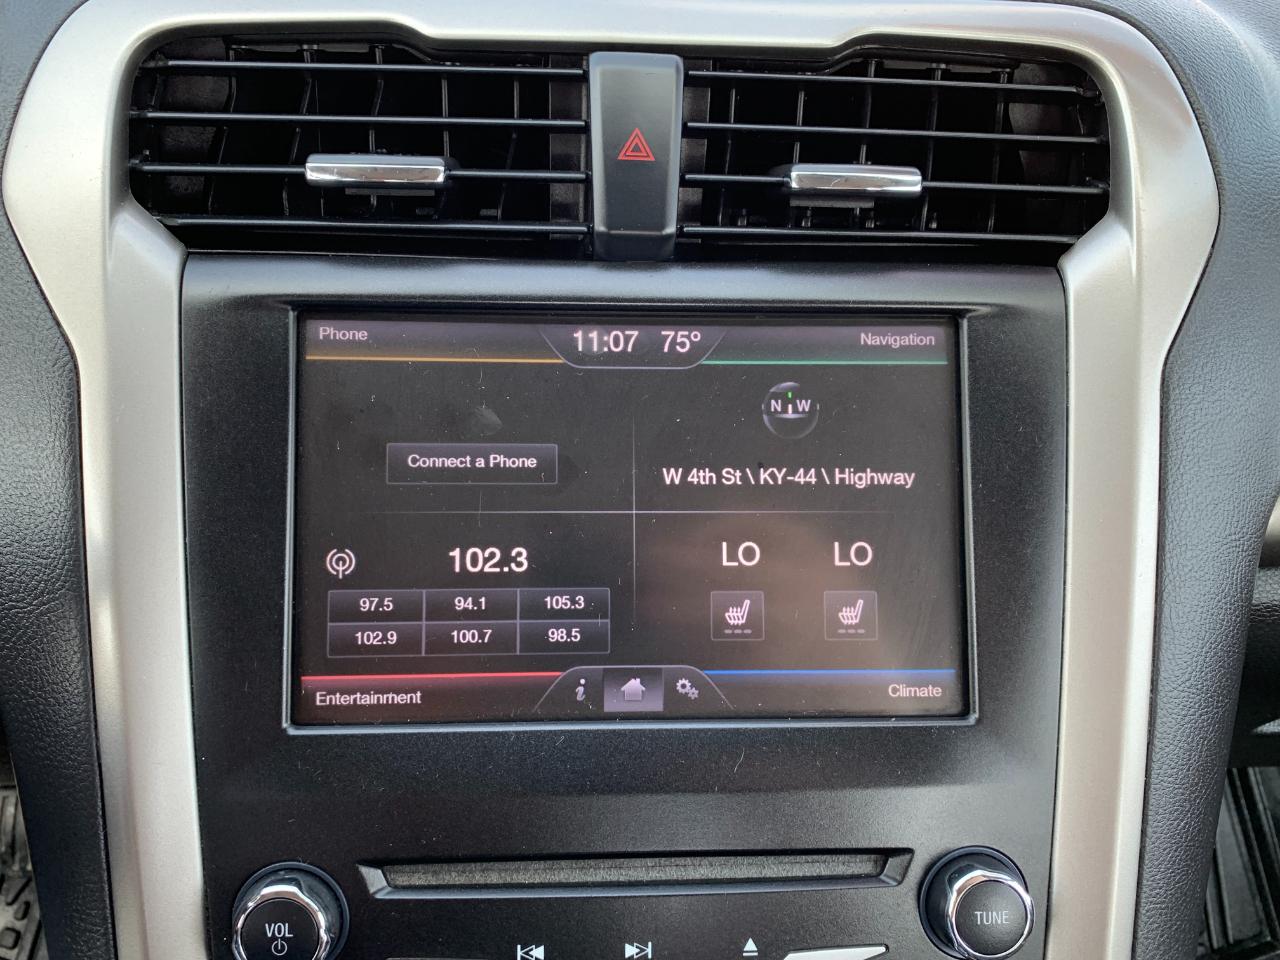 Phone
11:07 75°
Navigation
N W
Connect a Phone
W 4th St \ KY-44 \ Highway
102.3
LO LO
97.5 94.1 105.3
102.9 100.7 98.5
Entertainment
i
Climate
VOL
TUNE